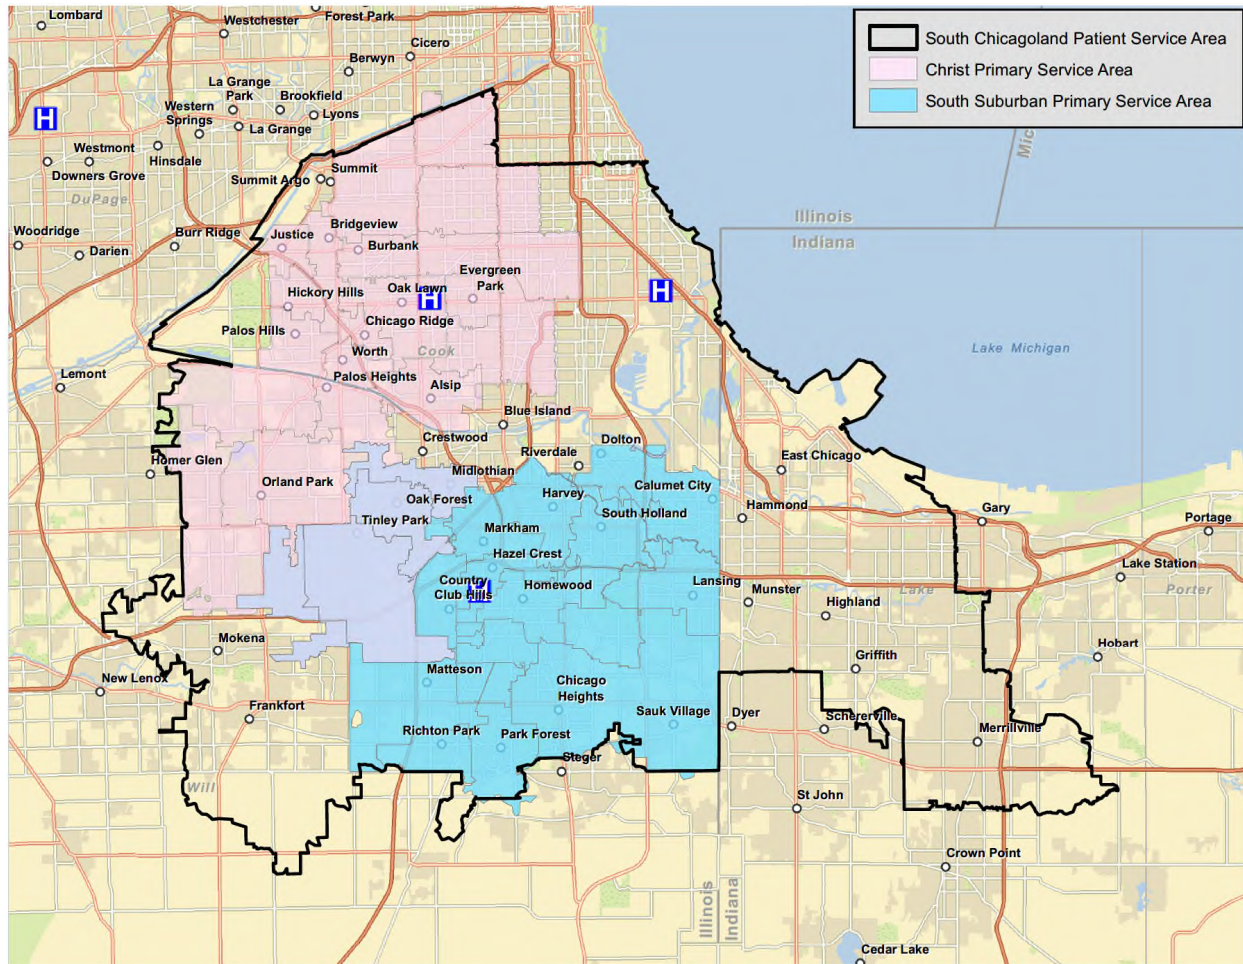 Lombard
Westchester
Forest Park
Cicero
Berwyn
La Grange
Park
Brookfield
Western
Springs
Lyons
La Grange
H
Westmont
Hinsdale
Downers Grove
DuPage
Summit
Summit Argo
Woodridge
Darien
Burr Ridge
Justice
Bridgeview
Burbank
Evergreen
Park
Hickory Hills
Oak Lawn
H
H
Palos Hills
Chicago Ridge
Worth
Cook
Palos Heights
Alsip
Lemont
Blue Island
Crestwood
Dolton
Riverdale
Homer Glen
Midlothian
East Chicago
Orland Park
Oak Forest
Harvey
Calumet City
Tinley Park
South Holland
Hammond
Gary
Portage
Markham
Hazel Crest
Lake Station
Country
Club Hills
Homewood
Lansing
Munster
Lake
Porter
Highland
Mokena
Hobart
Griffith
New Lenox
Matteson
Chicago
Heights
Frankfort
Sauk Village
Dyer
Schererville
Merrillville
Richton Park
Park Forest
Steger
Will
St John
Crown Point
Illinois
Indiana
Cedar Lake
Illinois
Indiana
Lake Michigan
Mic
South Chicagoland Patient Service Area
Christ Primary Service Area
South Suburban Primary Service Area